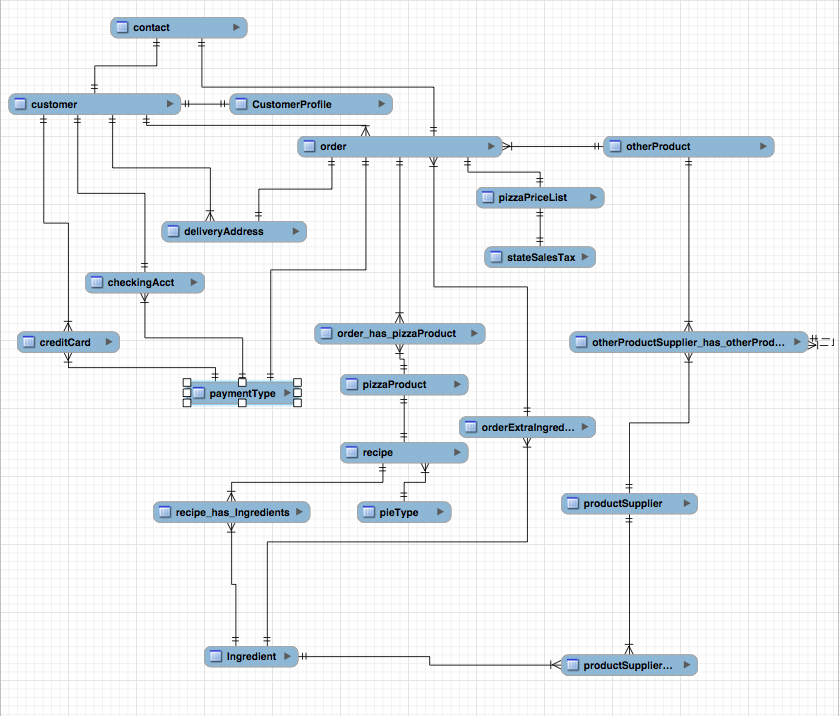 contact
customer
CustomerProfile
order
otherProduct
pizzaPriceList
deliveryAddress
stateSalesTax
checkingAcct
order_has_pizzaProduct
creditCard
otherProductSupplier_has_otherProd...
pizzaProduct
paymentType
orderExtraIngred...
recipe
productSupplier
recipe_has_Ingredients
pieType
Ingredient
productSupplier...